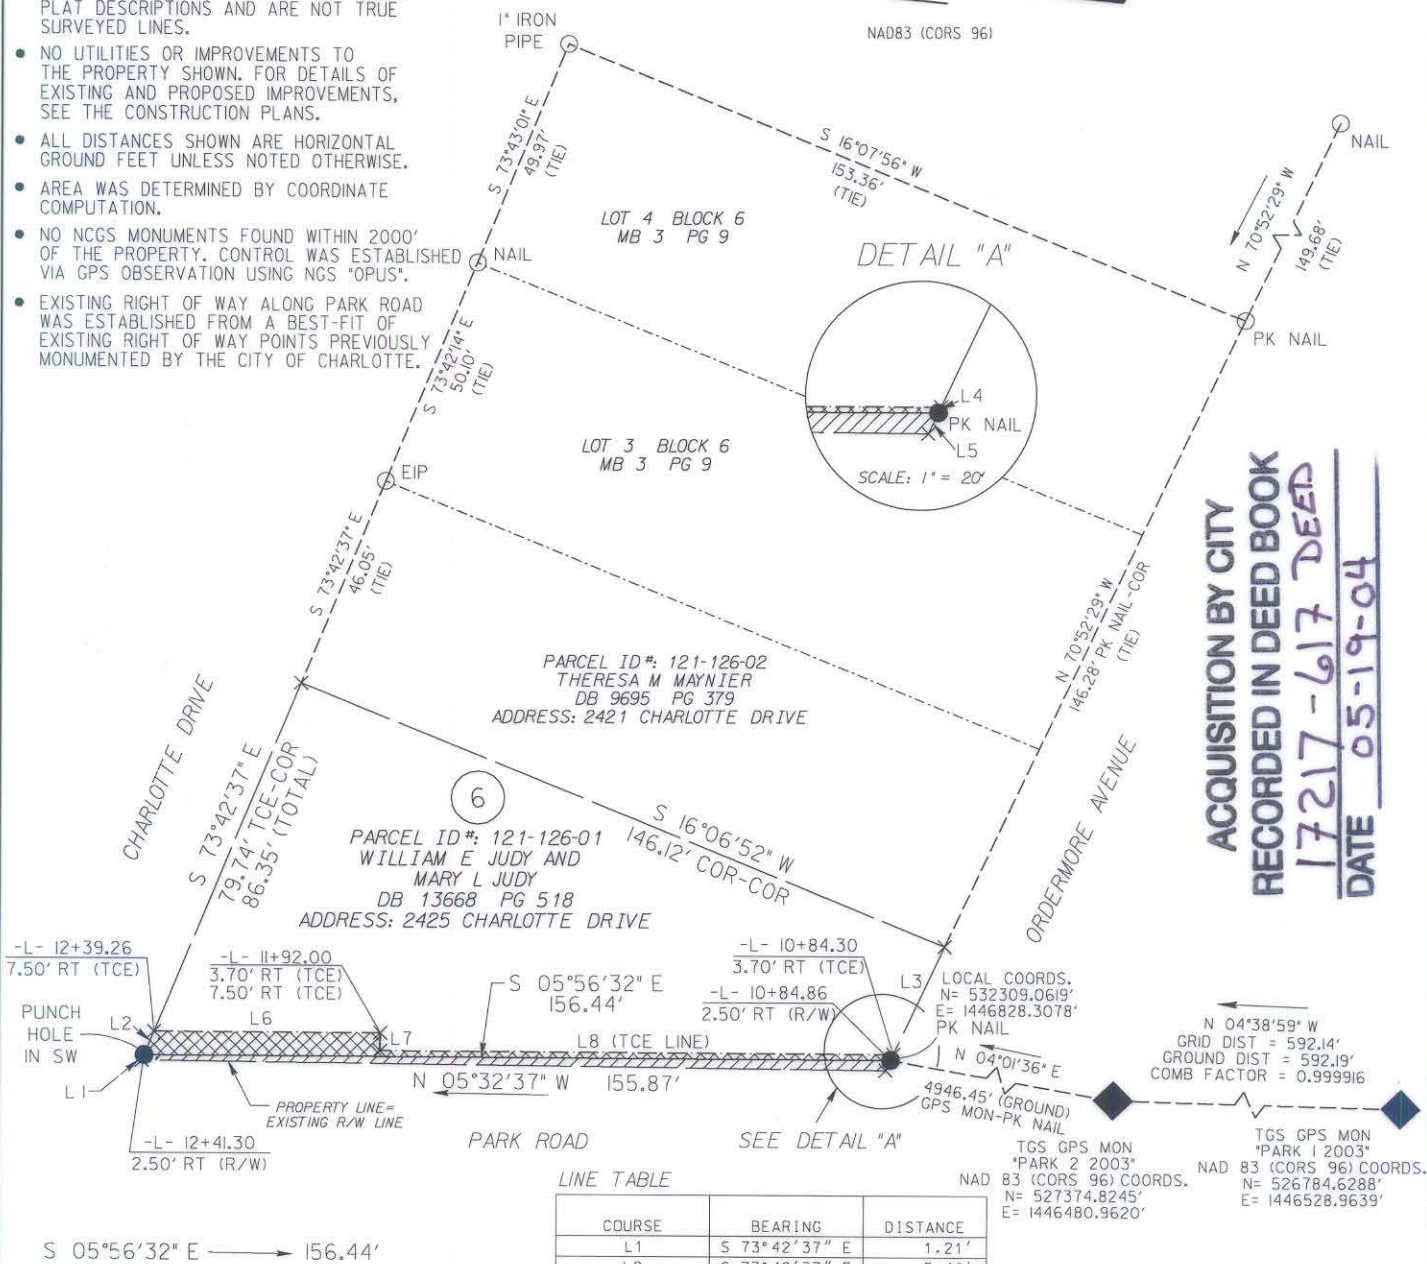 PLAT DESCRIPTIONS AND ARE NOT TRUE
SURVEYED LINES.
• NO UTILITIES OR IMPROVEMENTS TO
THE PROPERTY SHOWN. FOR DETAILS OF
EXISTING AND PROPOSED IMPROVEMENTS,
SEE THE CONSTRUCTION PLANS.
• ALL DISTANCES SHOWN ARE HORIZONTAL
GROUND FEET UNLESS NOTED OTHERWISE.
• AREA WAS DETERMINED BY COORDINATE
COMPUTATION.
• NO NCGS MONUMENTS FOUND WITHIN 2000'
OF THE PROPERTY. CONTROL WAS ESTABLISHED
VIA GPS OBSERVATION USING NGS "OPUS".
• EXISTING RIGHT OF WAY ALONG PARK ROAD
WAS ESTABLISHED FROM A BEST-FIT OF
EXISTING RIGHT OF WAY POINTS PREVIOUSLY
MONUMENTED BY THE CITY OF CHARLOTTE.
1" IRON
PIPE
NAD83 (CORS 96)
S 73°43'01" E
49.97'
(TIE)
S 16°07'56" W
153.36'
(TIE)
NAIL
N 70°52'29" W
149.68'
(TIE)
PK NAIL
LOT 4 BLOCK 6
MB 3 PG 9
NAIL
DETAIL "A"
L4
PK NAIL
L5
SCALE: 1" = 20'
S 73°42'14" E
50.10'
(TIE)
LOT 3 BLOCK 6
MB 3 PG 9
EIP
S 73°42'37" E
46.05'
(TIE)
N 70°52'29" W
146.28' PK NAIL-COR
(TIE)
ACQUISITION BY CITY
RECORDED IN DEED BOOK
17217-617 DEED
DATE 05-19-04
PARCEL ID#: 121-126-02
THERESA M MAYNIER
DB 9695 PG 379
ADDRESS: 2421 CHARLOTTE DRIVE
CHARLOTTE DRIVE
S 73°42'37" E
79.74' TCE-COR
86.35' (TOTAL)
6
PARCEL ID#: 121-126-01
WILLIAM E JUDY AND
MARY L JUDY
DB 13668 PG 518
ADDRESS: 2425 CHARLOTTE DRIVE
S 16°06'52" W
146.12' COR-COR
ORDERMORE AVENUE
-L- 12+39.26
7.50' RT (TCE)
-L- 11+92.00
3.70' RT (TCE)
7.50' RT (TCE)
S 05°56'32" E
156.44'
-L- 10+84.30
3.70' RT (TCE)
-L- 10+84.86
2.50' RT (R/W)
L3
LOCAL COORDS.
N= 532309.0619'
E= 1446828.3078'
PK NAIL
PUNCH
HOLE
IN SW
L2
L6
L7
L8 (TCE LINE)
L1
N 05°32'37" W 155.87'
PROPERTY LINE=
EXISTING R/W LINE
-L- 12+41.30
2.50' RT (R/W)
PARK ROAD
SEE DETAIL "A"
N 04°01'36" E
4946.45' (GROUND)
GPS MON-PK NAIL
N 04°38'59" W
GRID DIST = 592.14'
GROUND DIST = 592.19'
COMB FACTOR = 0.999916
TGS GPS MON
"PARK 2 2003"
NAD 83 (CORS 96) COORDS.
N= 527374.8245'
E= 1446480.9620'
TGS GPS MON
"PARK 1 2003"
NAD 83 (CORS 96) COORDS.
N= 526784.6288'
E= 1446528.9639'
LINE TABLE
COURSE BEARING DISTANCE
L1 S 73°42'37" E 1.21'
S 05°56'32" E 156.44'